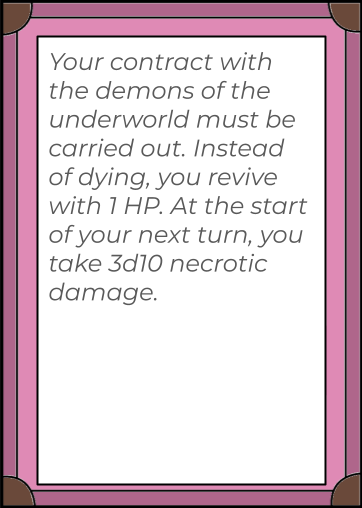 Your contract with
the demons of the
underworld must be
carried out. Instead
of dying, you revive
with 1 HP. At the start
of your next turn, you
take 3d10 necrotic
damage.